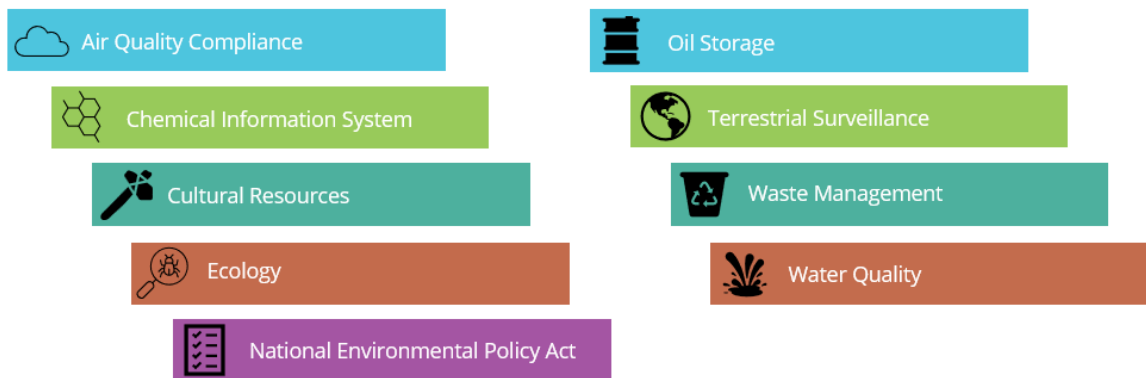 Air Quality Compliance
Chemical Information System
Cultural Resources
Ecology
National Environmental Policy Act
Oil Storage
Terrestrial Surveillance
Waste Management
Water Quality